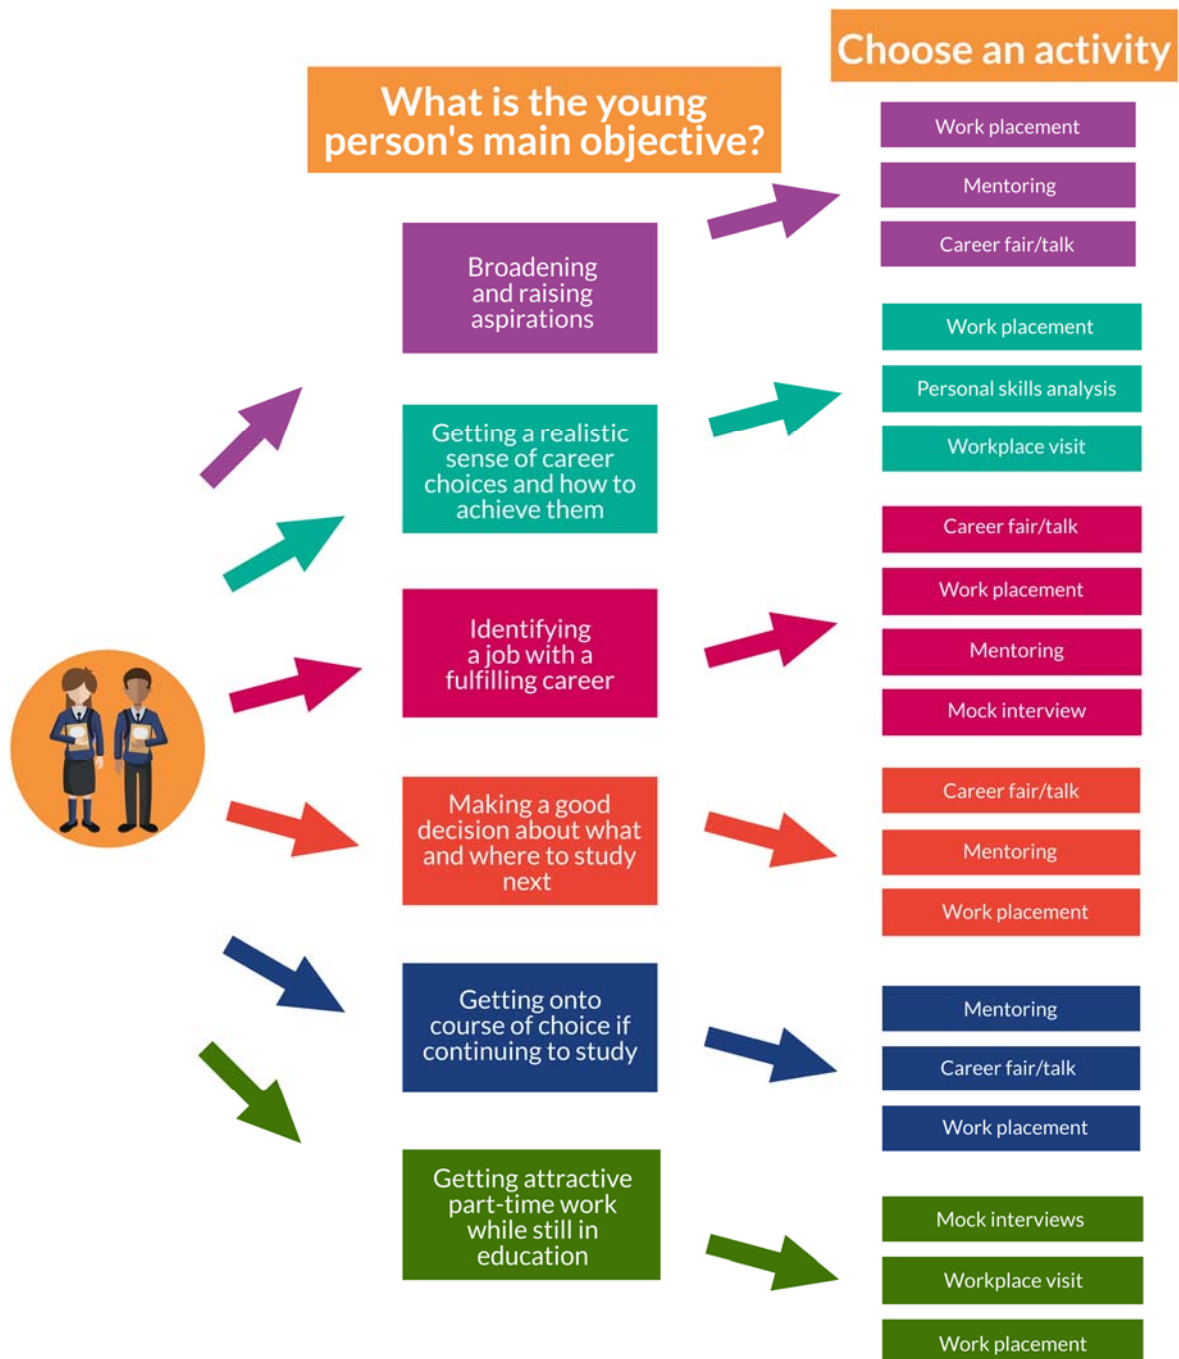 Choose an activity
What is the young
person's main objective?
Broadening
and raising
aspirations
Work placement
Mentoring
Career fair/talk
Getting a realistic
sense of career
choices and how to
achieve them
Work placement
Personal skills analysis
Workplace visit
Identifying
a job with a
fulfilling career
Career fair/talk
Work placement
Mentoring
Mock interview
Making a good
decision about what
and where to study
next
Career fair/talk
Mentoring
Work placement
Getting onto
course of choice if
continuing to study
Mentoring
Career fair/talk
Work placement
Getting attractive
part-time work
while still in
education
Mock interviews
Workplace visit
Work placement